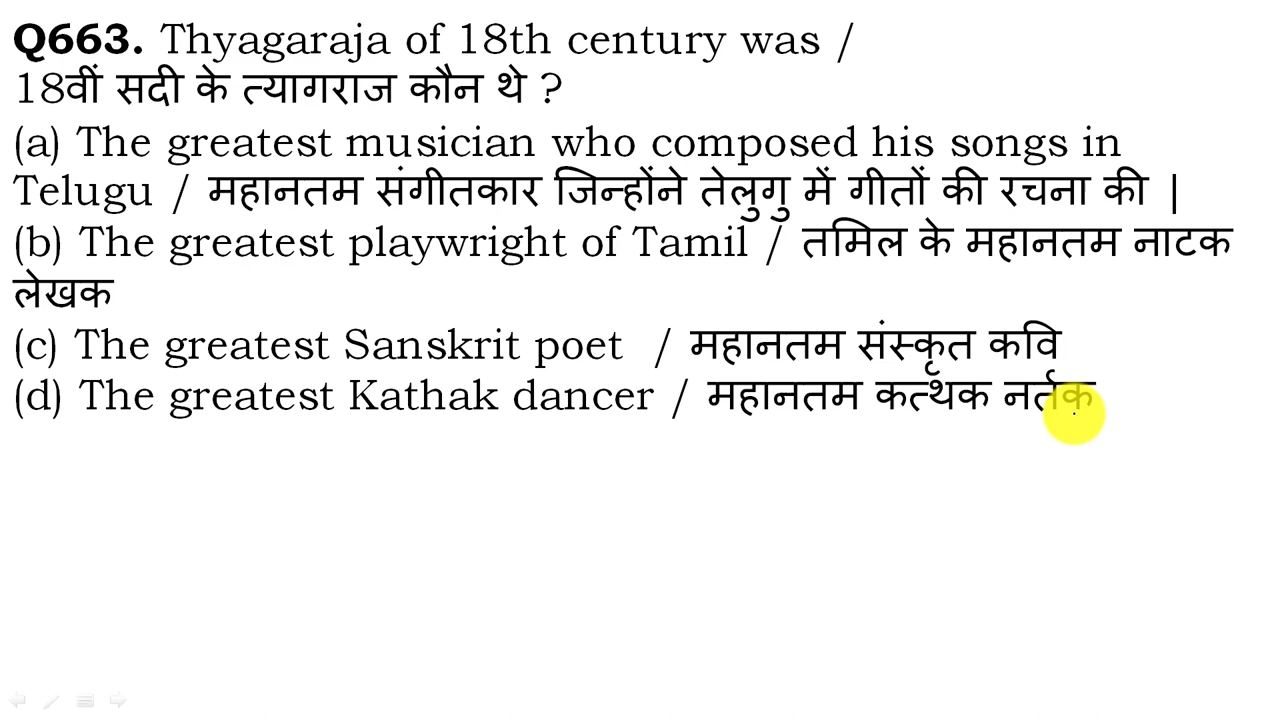 Q663. Thyagaraja of 18th century was /
18वीं सदी के त्यागराज कौन थे ?
(a) The greatest musician who composed his songs in
Telugu / महानतम संगीतकार जिन्होंने तेलुगु में गीतों की रचना की |
(b) The greatest playwright of Tamil / तमिल के महानतम नाटक
लेखक
(c) The greatest Sanskrit poet / महानतम संस्कृत कवि
(d) The greatest Kathak dancer / महानतम कत्थक नर्तक